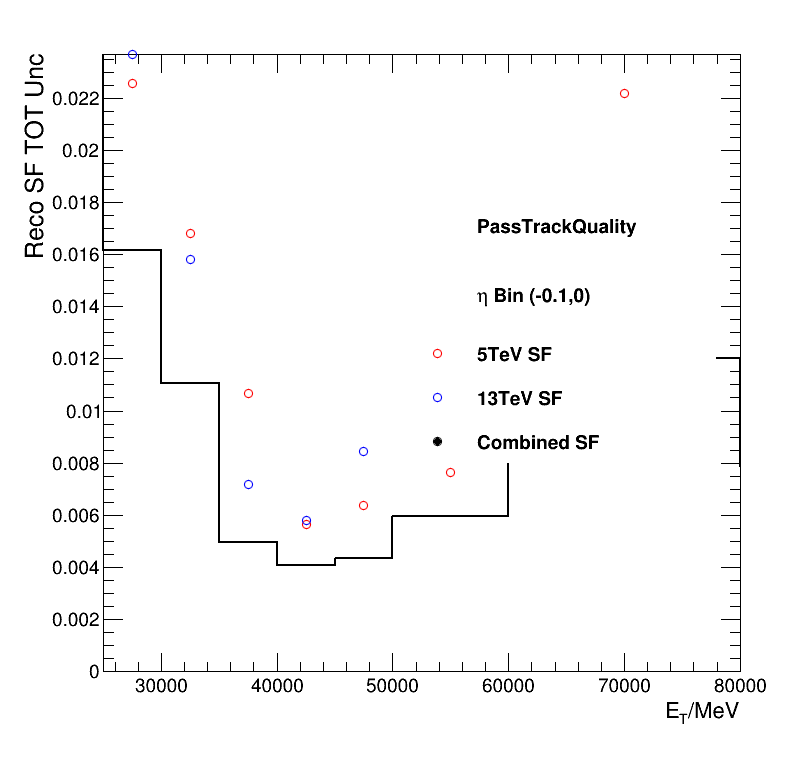 Reco SF TOT Unc
0.022
0.02
0.018
0.016
0.014
0.012
0.01
0.008
0.006
0.004
0.002
0
PassTrackQuality
η Bin (-0.1,0)
5TeV SF
13TeV SF
Combined SF
30000 40000 50000 60000 70000 80000
E_T/MeV